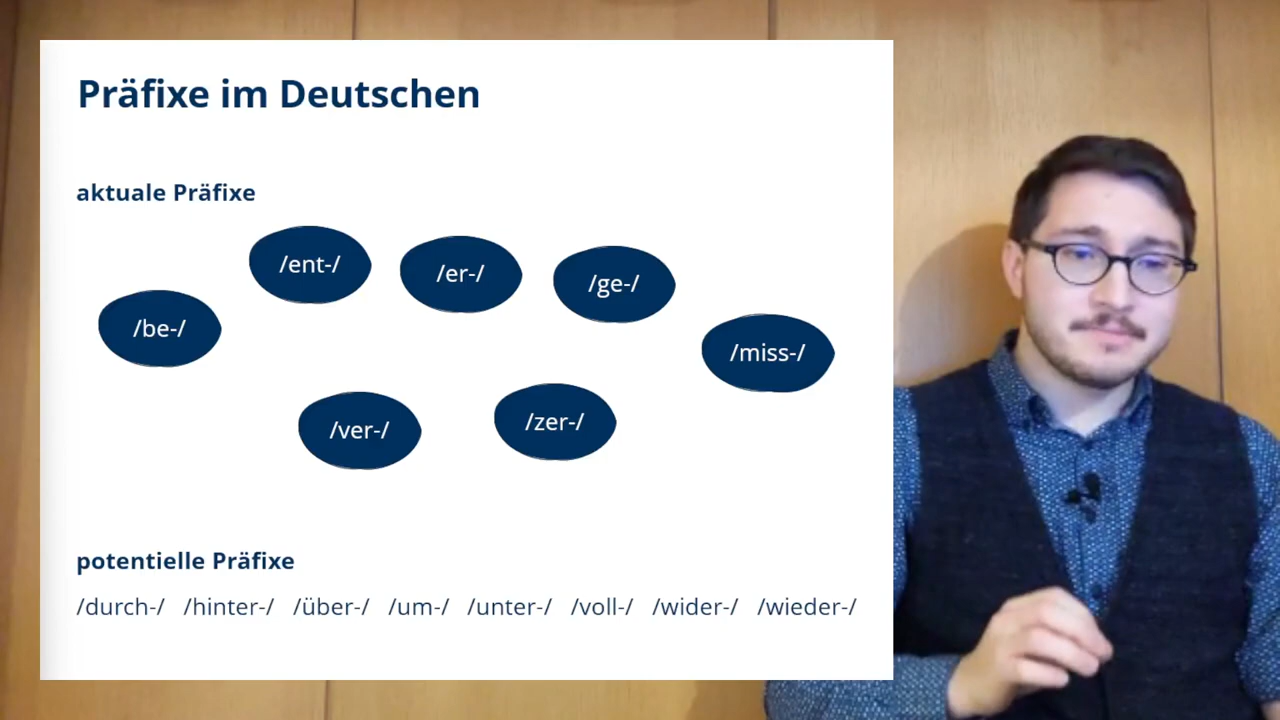 Präfixe im Deutschen
aktuale Präfixe
/ent-/ /er-/ /ge-/
/be-/ /miss-/
/ver-/ /zer-/
potentielle Präfixe
/durch-/ /hinter-/ /über-/ /um-/ /unter-/ /voll-/ /wider-/ /wieder-/